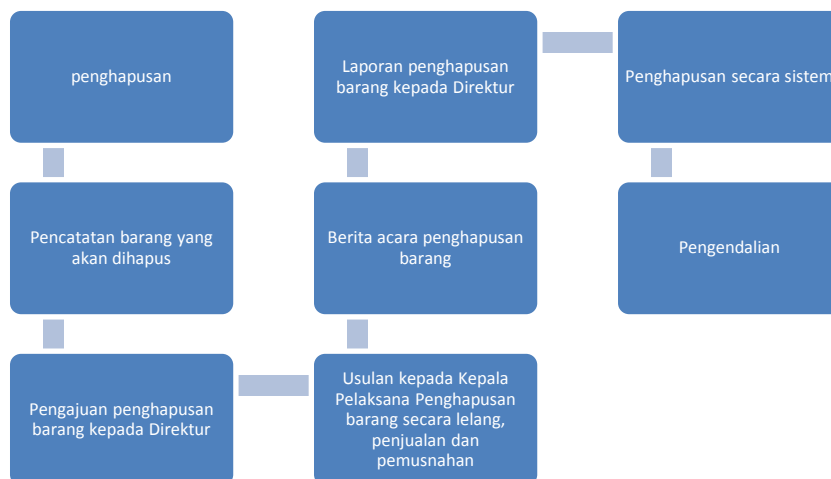 penghapusan
Pencatatan barang yang
akan dihapus
Pengajuan penghapusan
barang kepada Direktur
Usulan kepada Kepala
Pelaksana Penghapusan
barang secara lelang,
penjualan dan
pemusnahan
Berita acara penghapusan
barang
Laporan penghapusan
barang kepada Direktur
Penghapusan secara sistem
Pengendalian